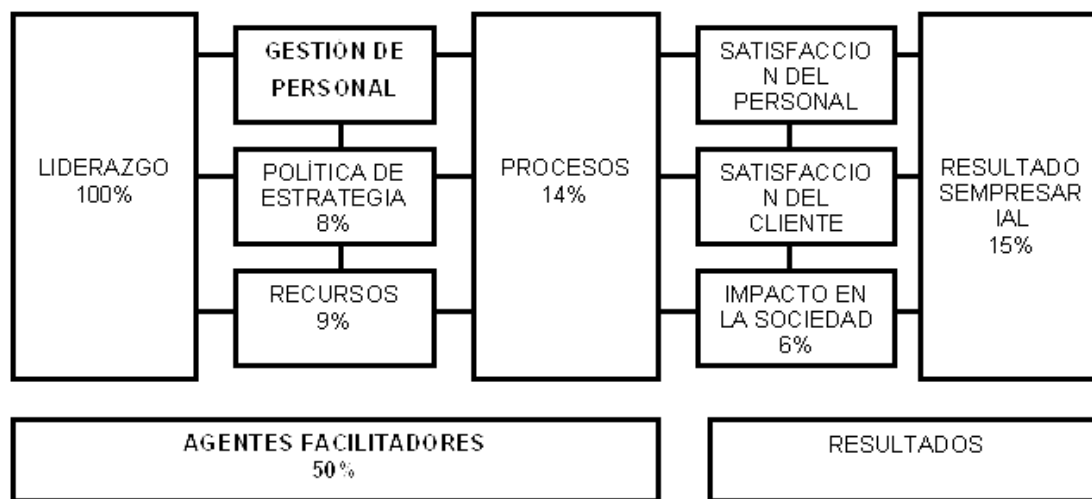 LIDERAZGO
100%
GESTIÓN DE
PERSONAL
POLÍTICA DE
ESTRATEGIA
8%
RECURSOS
9%
PROCESOS
14%
SATISFACCIO
N DEL
PERSONAL
SATISFACCIO
N DEL
CLIENTE
IMPACTO EN
LA SOCIEDAD
6%
RESULTADO
SEMPRESAR
IAL
15%
AGENTES FACILITADORES
50%
RESULTADOS